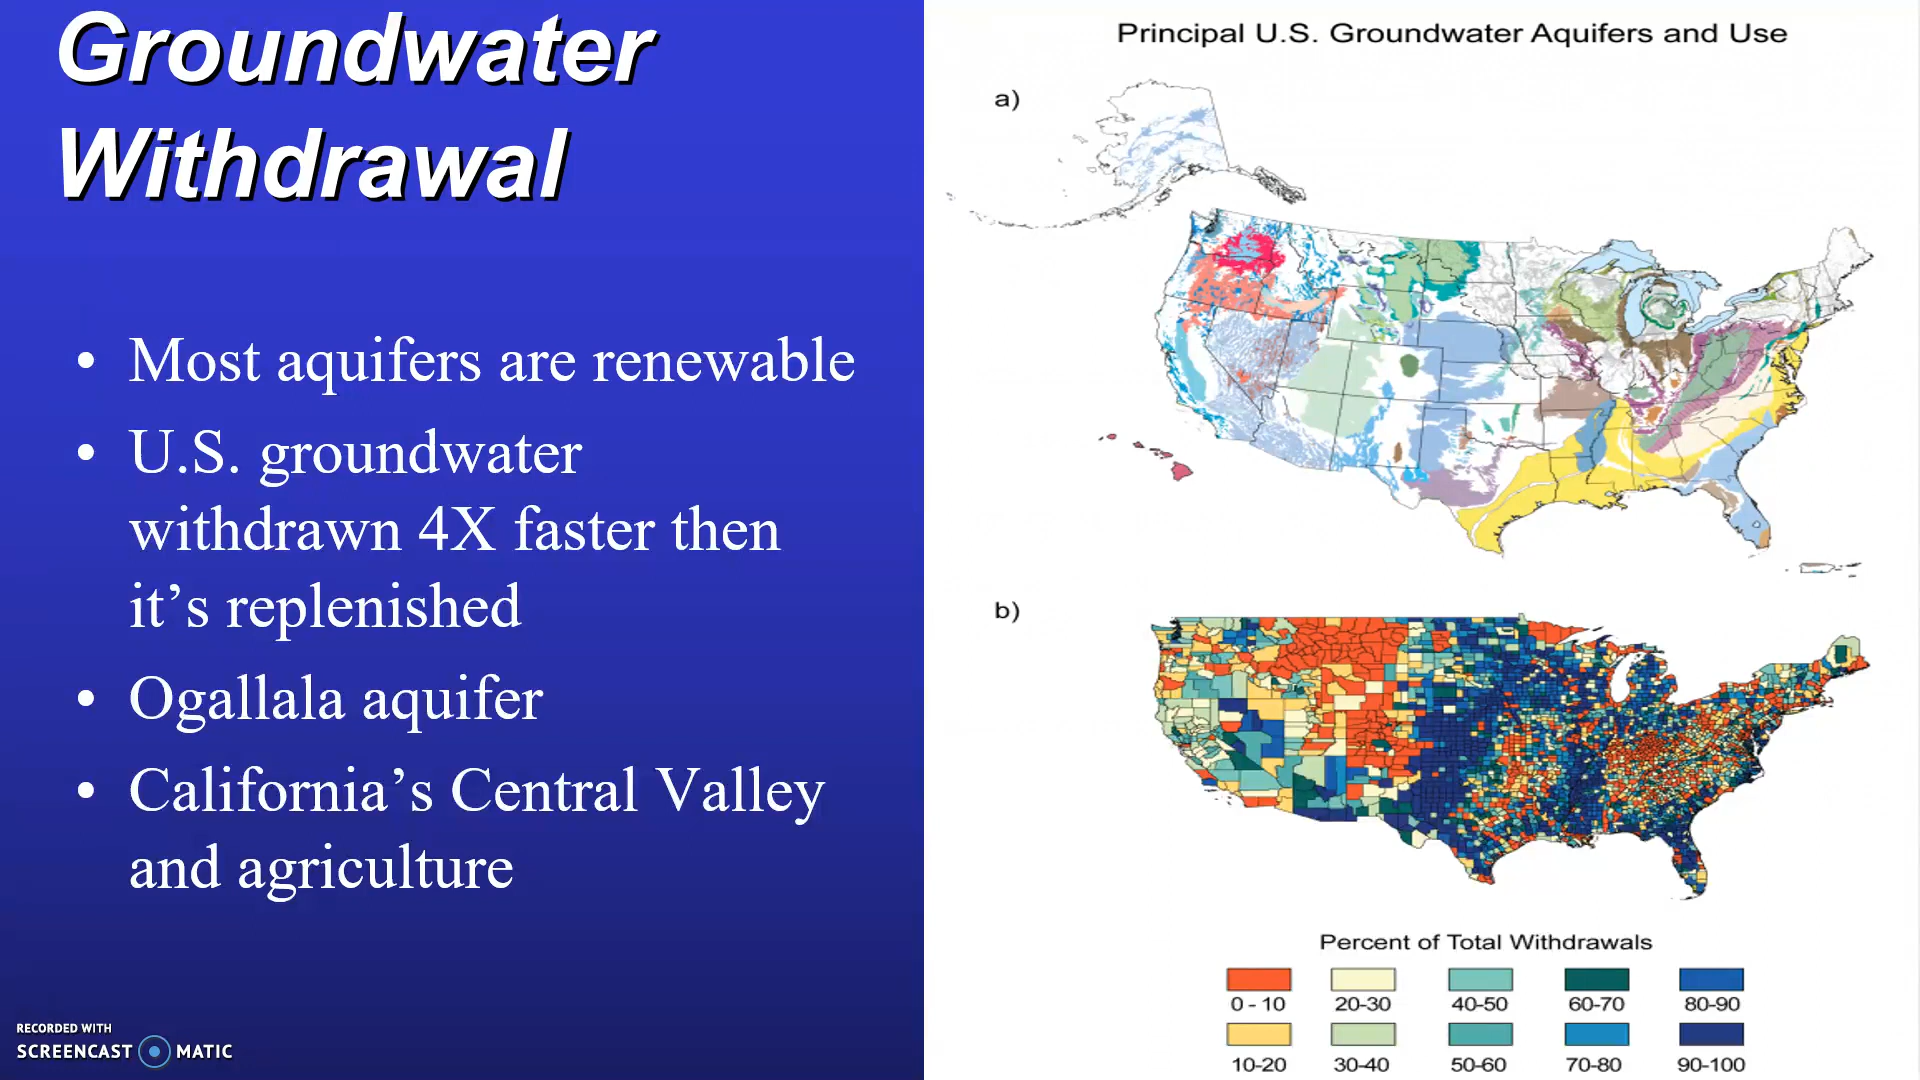 Groundwater
Withdrawal
• Most aquifers are renewable
• U.S. groundwater
withdrawn 4X faster then
it’s replenished
• Ogallala aquifer
• California’s Central Valley
and agriculture
RECORDED WITH
SCREENCAST MATIC
Principal U.S. Groundwater Aquifers and Use
a)
b)
Percent of Total Withdrawals
0 - 10 20-30 40-50 60-70 80-90
10-20 30-40 50-60 70-80 90-100